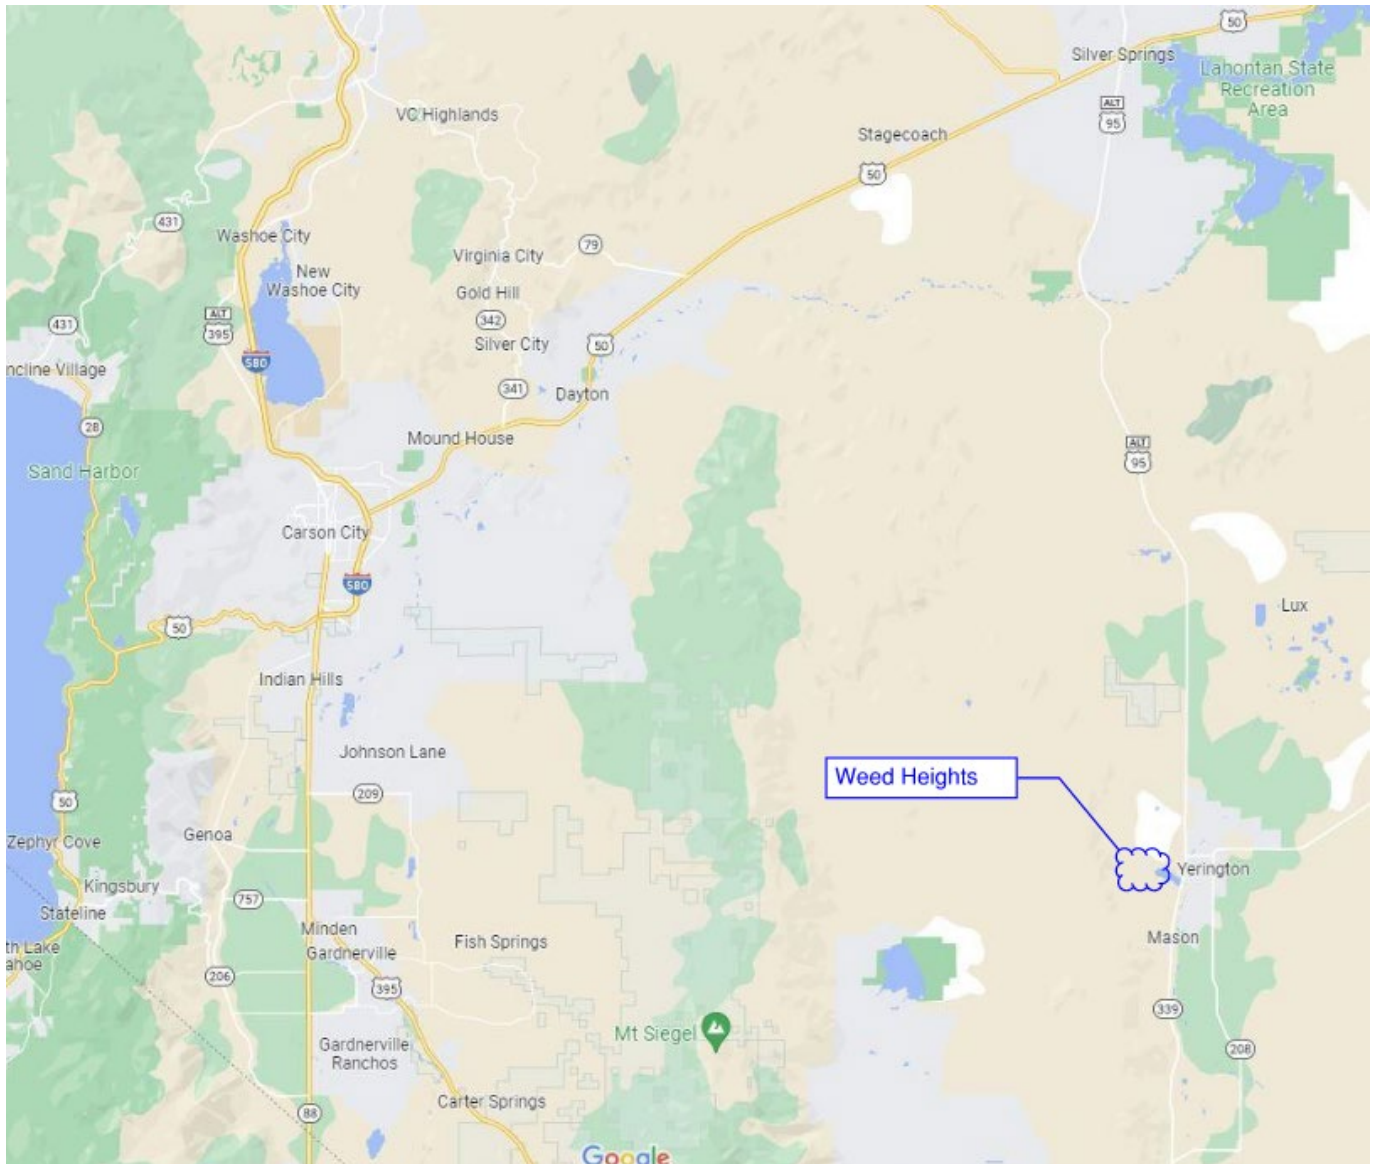 50
Silver Springs
Lahontan State
Recreation
Area
ALT
95
VC Highlands
Stagecoach
50
431
Washoe City
79
Virginia City
New
Washoe City
Gold Hill
ALT
395
431
342
Silver City
50
580
ncline Village
341
Dayton
28
Mound House
ALT
95
Sand Harbor
Carson City
580
Lux
50
Indian Hills
Johnson Lane
Weed Heights
209
50
Genoa
Zephyr Cove
Yerington
Kingsbury
757
Stateline
Minden
Gardnerville
Fish Springs
Mason
th Lake
ahoe
206
395
339
Mt Siegel
Gardnerville
Ranchos
208
Carter Springs
88
Google